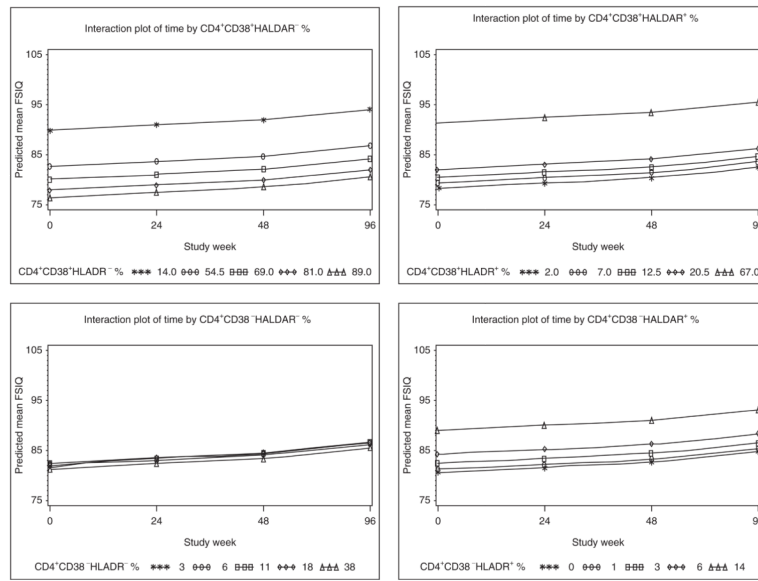 Interaction plot of time by CD4⁺CD38⁺HALDAR⁻ %
105
95
85
75
Predicted mean FSIQ
0 24 48 96
Study week
CD4⁺CD38⁺HLADR⁻ % 14.0 54.5 69.0 81.0 89.0
Interaction plot of time by CD4⁺CD38⁺HALDAR⁺ %
105
95
85
75
Predicted mean FSIQ
0 24 48 96
Study week
CD4⁺CD38⁺HLADR⁺ % 2.0 7.0 12.5 20.5 67.0
Interaction plot of time by CD4⁺CD38⁻HALDAR⁻ %
105
95
85
75
Predicted mean FSIQ
0 24 48 96
Study week
CD4⁺CD38⁻HLADR⁻ % 3 6 11 18 38
Interaction plot of time by CD4⁺CD38⁻HALDAR⁺ %
105
95
85
75
Predicted mean FSIQ
0 24 48 96
Study week
CD4⁺CD38⁻HLADR⁺ % 0 1 3 6 14